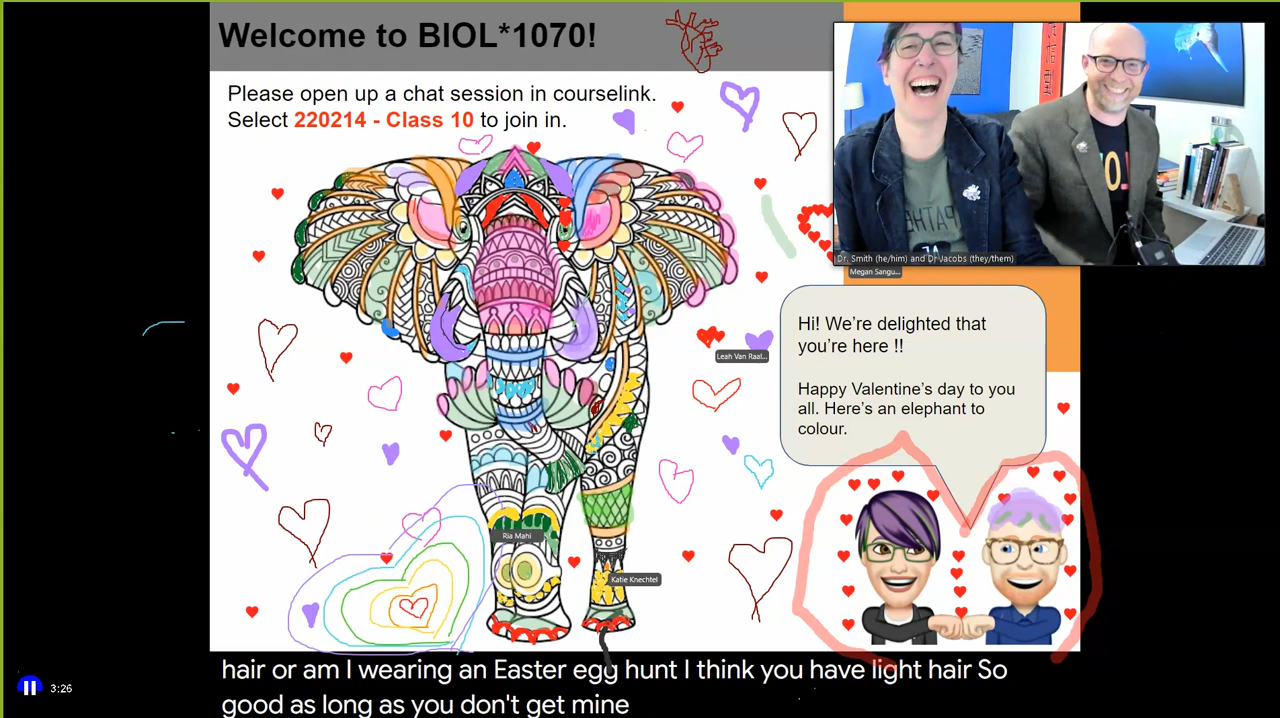 Welcome to BIOL*1070!
Please open up a chat session in courselink.
Select 220214 - Class 10 to join in.
Dr. Smith (he/him) and Dr Jacobs (they/them)
Megan Sangu...
Hi! We're delighted that
you're here !!
Leah Van Raal...
Happy Valentine's day to you
all. Here's an elephant to
colour.
Ria Mahi
Katie Knechtel
hair or am I wearing an Easter egg hunt I think you have light hair So
good as long as you don't get mine
3:26